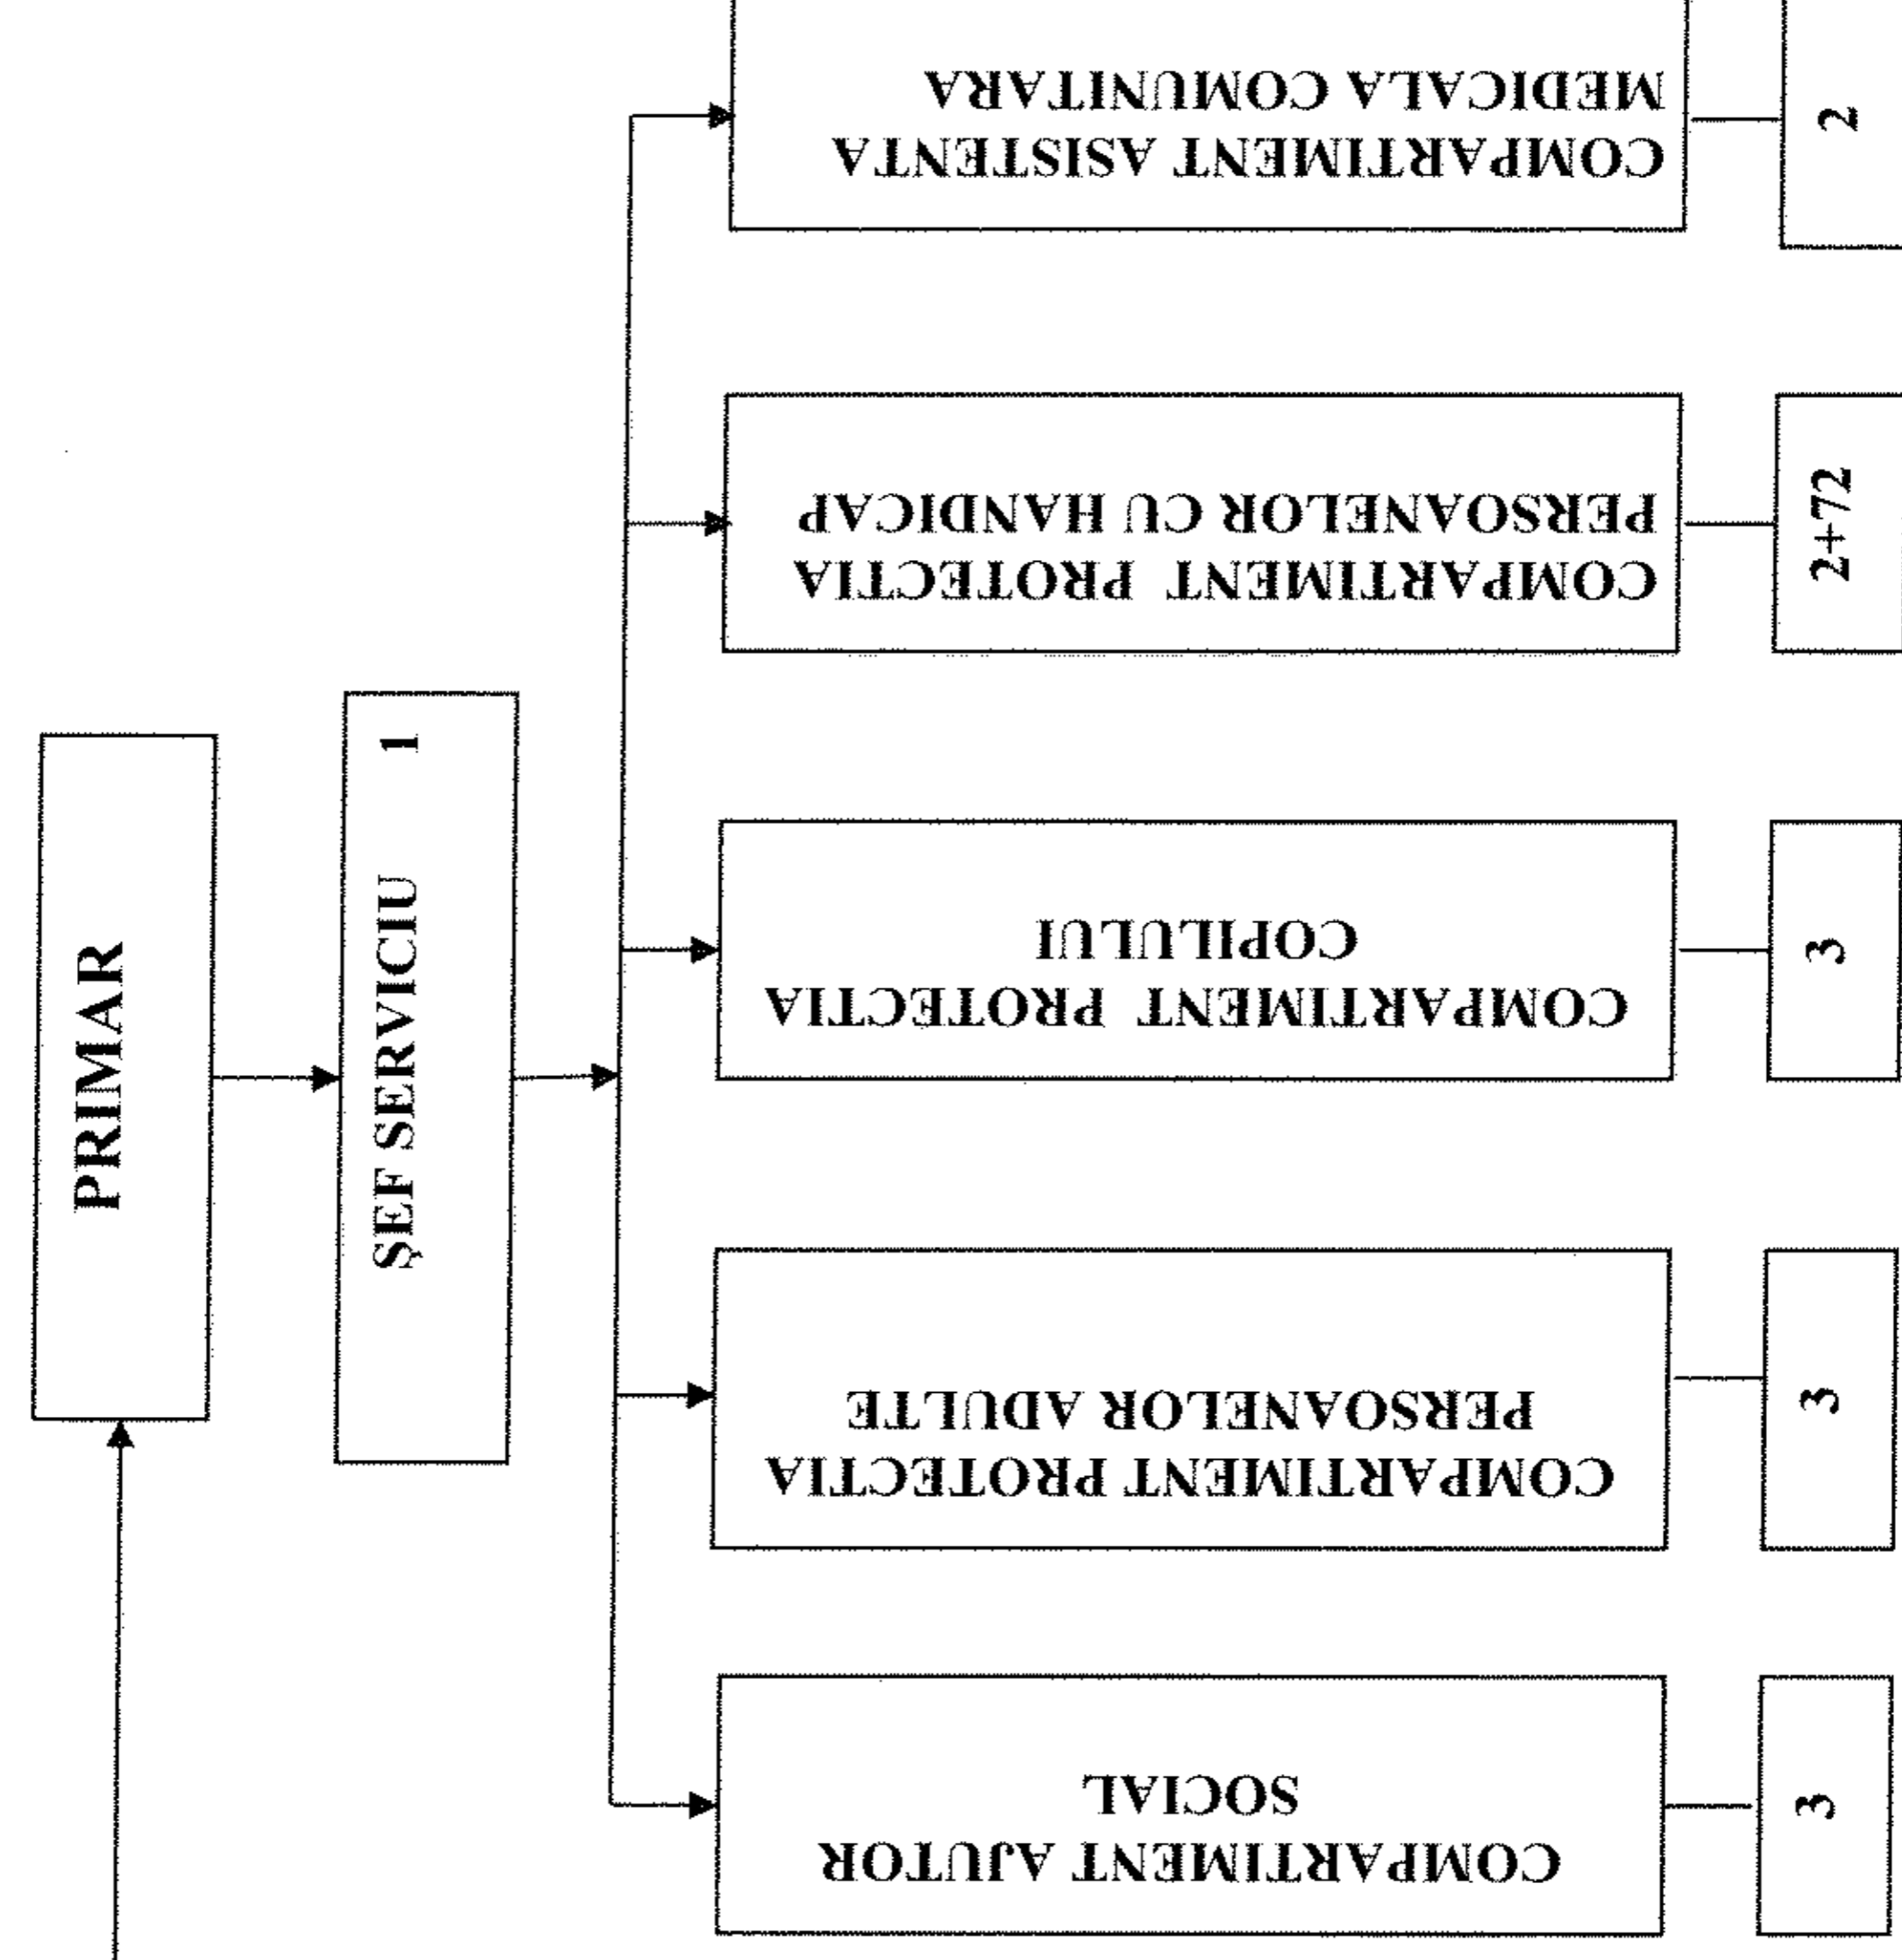 PRIMAR
ŞEF SERVICIU 1
COMPARTIMENT AJUTOR
SOCIAL
COMPARTIMENT PROTECTIA
PERSOANELOR ADULTE
COMPARTIMENT PROTECTIA
COPILULUI
COMPARTIMENT PROTECTIA
PERSOANELOR CU HANDICAP
COMPARTIMENT ASISTENTA
MEDICALA COMUNITARA
3
3
3
2+72
2